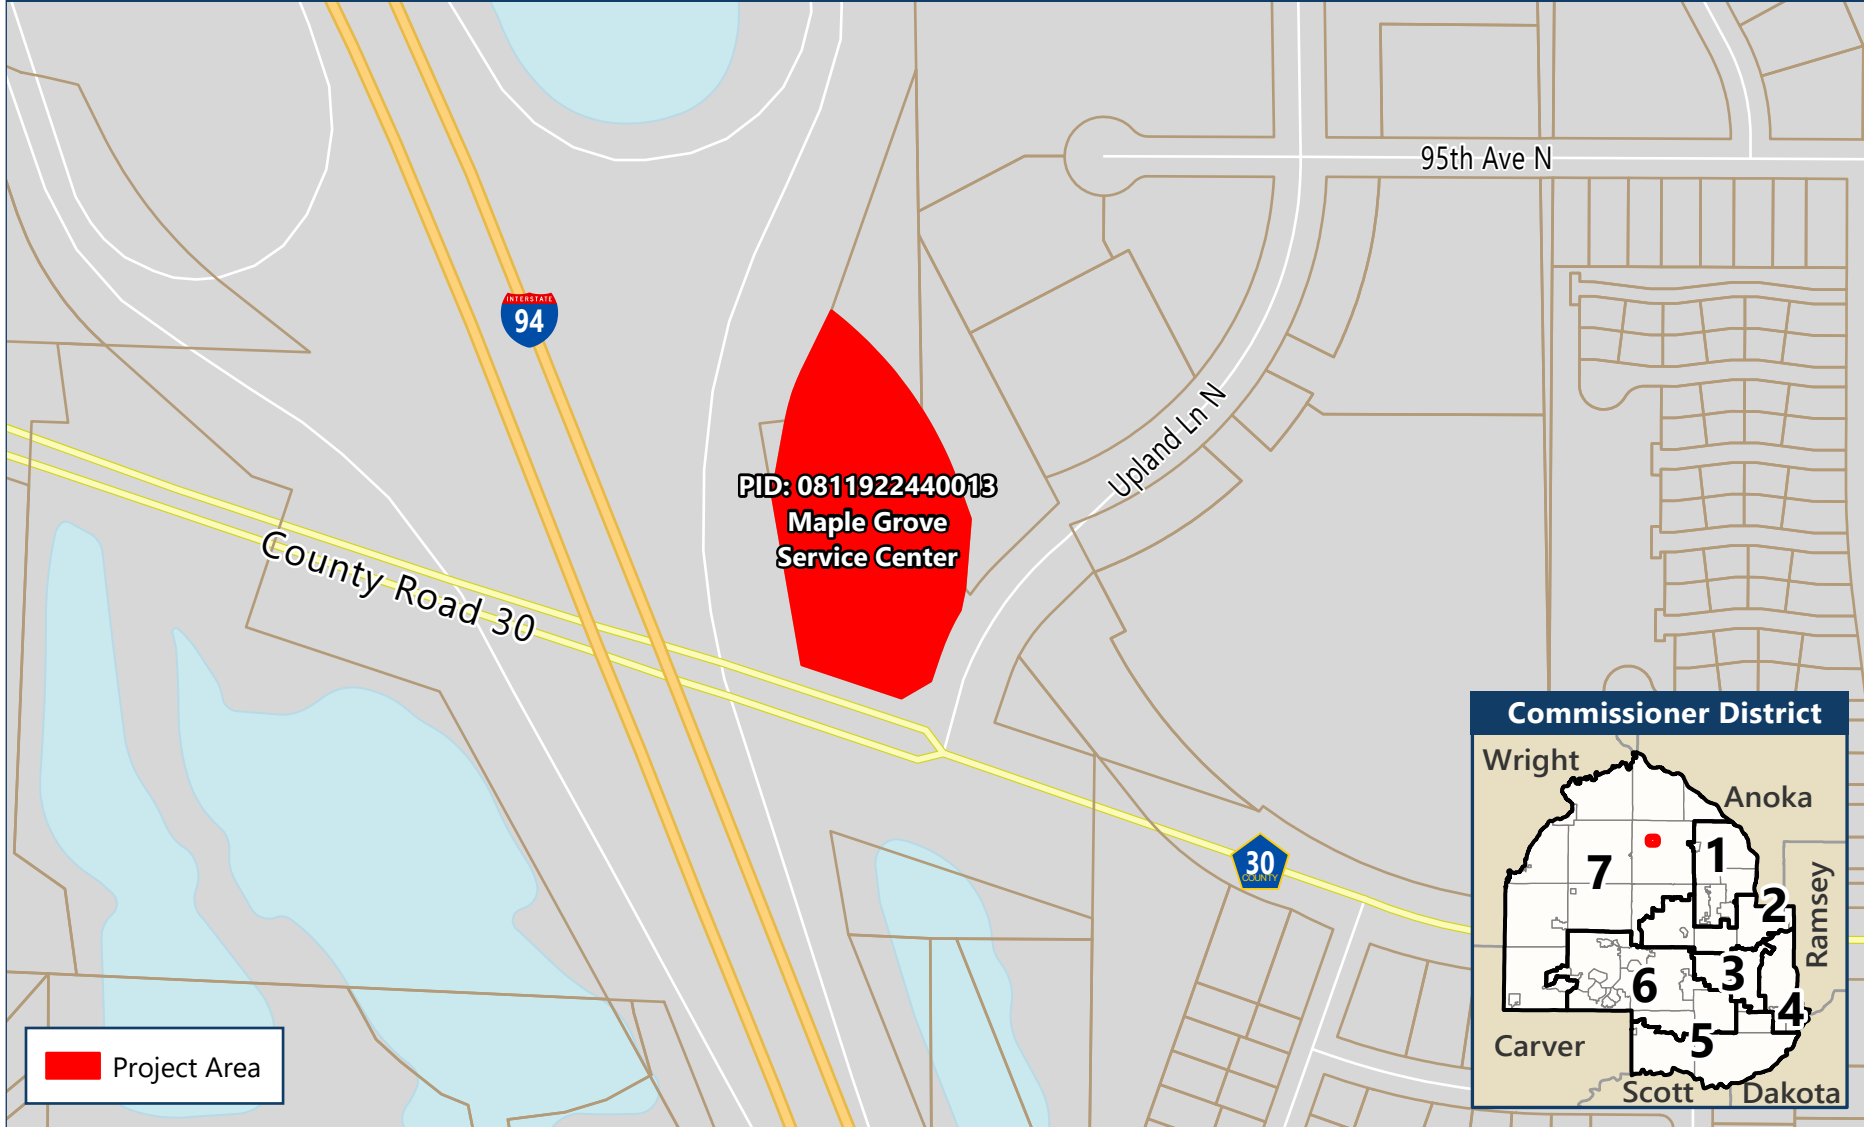 95th Ave N
INTERSTATE
94
Upland Ln N
PID: 0811922440013
Maple Grove
Service Center
County Road 30
30
COUNTY
Project Area
Commissioner District
Wright
Anoka
1
7
2
Ramsey
3
6
4
5
Carver
Scott
Dakota